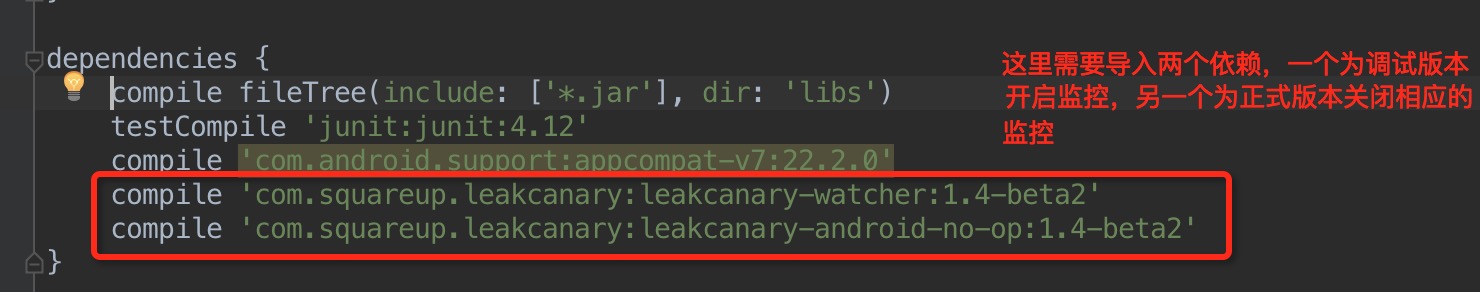 }
dependencies {
compile fileTree(include: ['*.jar'], dir: 'libs')
testCompile 'junit:junit:4.12'
compile 'com.android.support:appcompat-v7:22.2.0'
compile 'com.squareup.leakcanary:leakcanary-watcher:1.4-beta2'
compile 'com.squareup.leakcanary:leakcanary-android-no-op:1.4-beta2'
}
这里需要导入两个依赖，一个为调试版本
开启监控，另一个为正式版本关闭相应的
监控